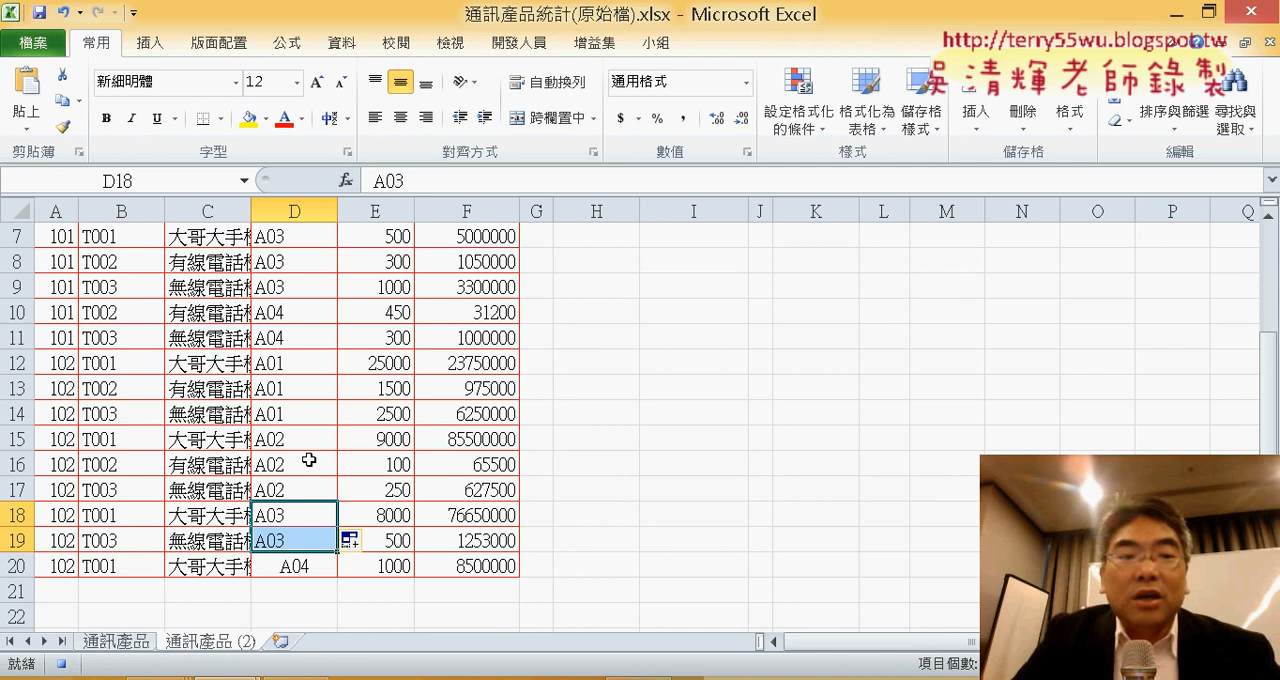 通訊產品統計(原始檔).xlsx - Microsoft Excel
檔案 常用 插入 版面配置 公式 資料 校閱 檢視 開發人員 增益集 小組
http://terry55wu.blogspot.tw
吳清輝老師錄製
貼上 新細明體 12 自動換列 通用格式 設定格式化的條件 格式化為表格 儲存格樣式 插入 刪除 格式 排序與篩選 尋找與選取
B I U A 跨欄置中 $ % ,
剪貼簿 字型 對齊方式 數值 樣式 儲存格 編輯
D18 fx A03
A B C D E F G H I J K L M N O P Q
7 101 T001 大哥大手機 A03 500 5000000
8 101 T002 有線電話機 A03 300 1050000
9 101 T003 無線電話機 A03 1000 3300000
10 101 T002 有線電話機 A04 450 31200
11 101 T003 無線電話機 A04 300 1000000
12 102 T001 大哥大手機 A01 25000 23750000
13 102 T002 有線電話機 A01 1500 975000
14 102 T003 無線電話機 A01 2500 6250000
15 102 T001 大哥大手機 A02 9000 85500000
16 102 T002 有線電話機 A02 100 65500
17 102 T003 無線電話機 A02 250 627500
18 102 T001 大哥大手機 A03 8000 76650000
19 102 T003 無線電話機 A03 500 1253000
20 102 T001 大哥大手機 A04 1000 8500000
21
22
通訊產品 通訊產品 (2)
就緒 項目個數: